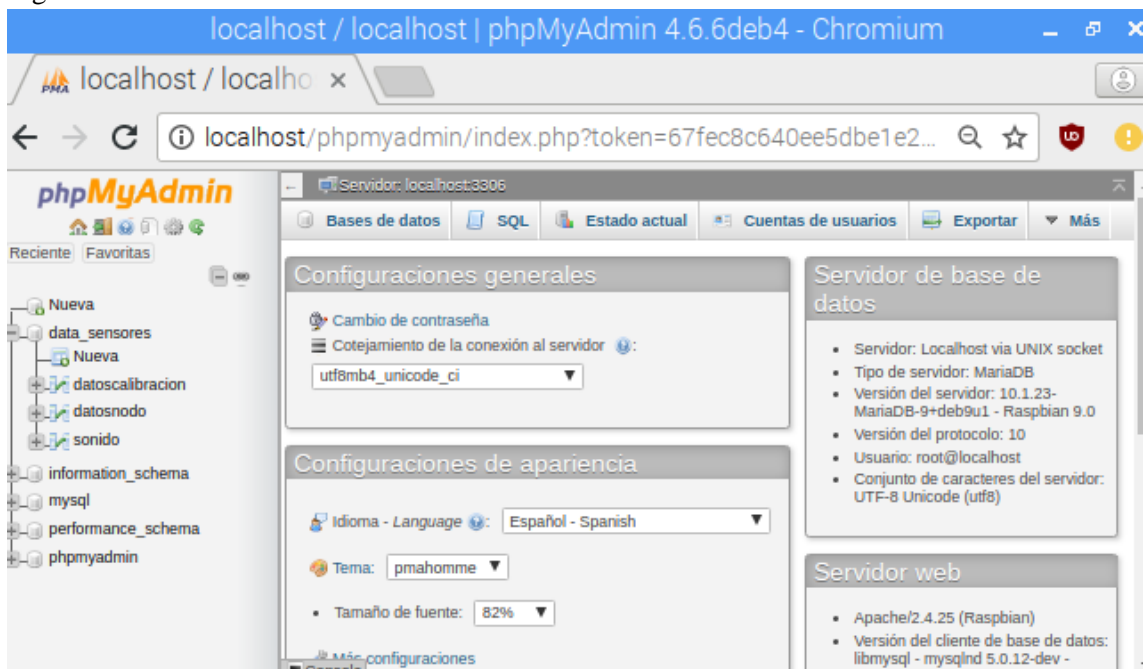 localhost / localhost | phpMyAdmin 4.6.6deb4 - Chromium
PMA localhost / localho
localhost/phpmyadmin/index.php?token=67fec8c640ee5dbe1e2...
phpMyAdmin
Reciente Favoritas
Nueva
data_sensores
Nueva
datoscalibracion
datosnodo
sonido
information_schema
mysql
performance_schema
phpmyadmin
Servidor: localhost:3306
Bases de datos SQL Estado actual Cuentas de usuarios Exportar Más
Configuraciones generales
Cambio de contraseña
Cotejamiento de la conexión al servidor :
utf8mb4_unicode_ci
Configuraciones de apariencia
Idioma - Language : Español - Spanish
Tema: pmahomme
Tamaño de fuente: 82%
Más configuraciones
Consola
Servidor de base de
datos
Servidor: Localhost via UNIX socket
Tipo de servidor: MariaDB
Versión del servidor: 10.1.23-
MariaDB-9+deb9u1 - Raspbian 9.0
Versión del protocolo: 10
Usuario: root@localhost
Conjunto de caracteres del servidor:
UTF-8 Unicode (utf8)
Servidor web
Apache/2.4.25 (Raspbian)
Versión del cliente de base de datos:
libmysql - mysqlnd 5.0.12-dev -